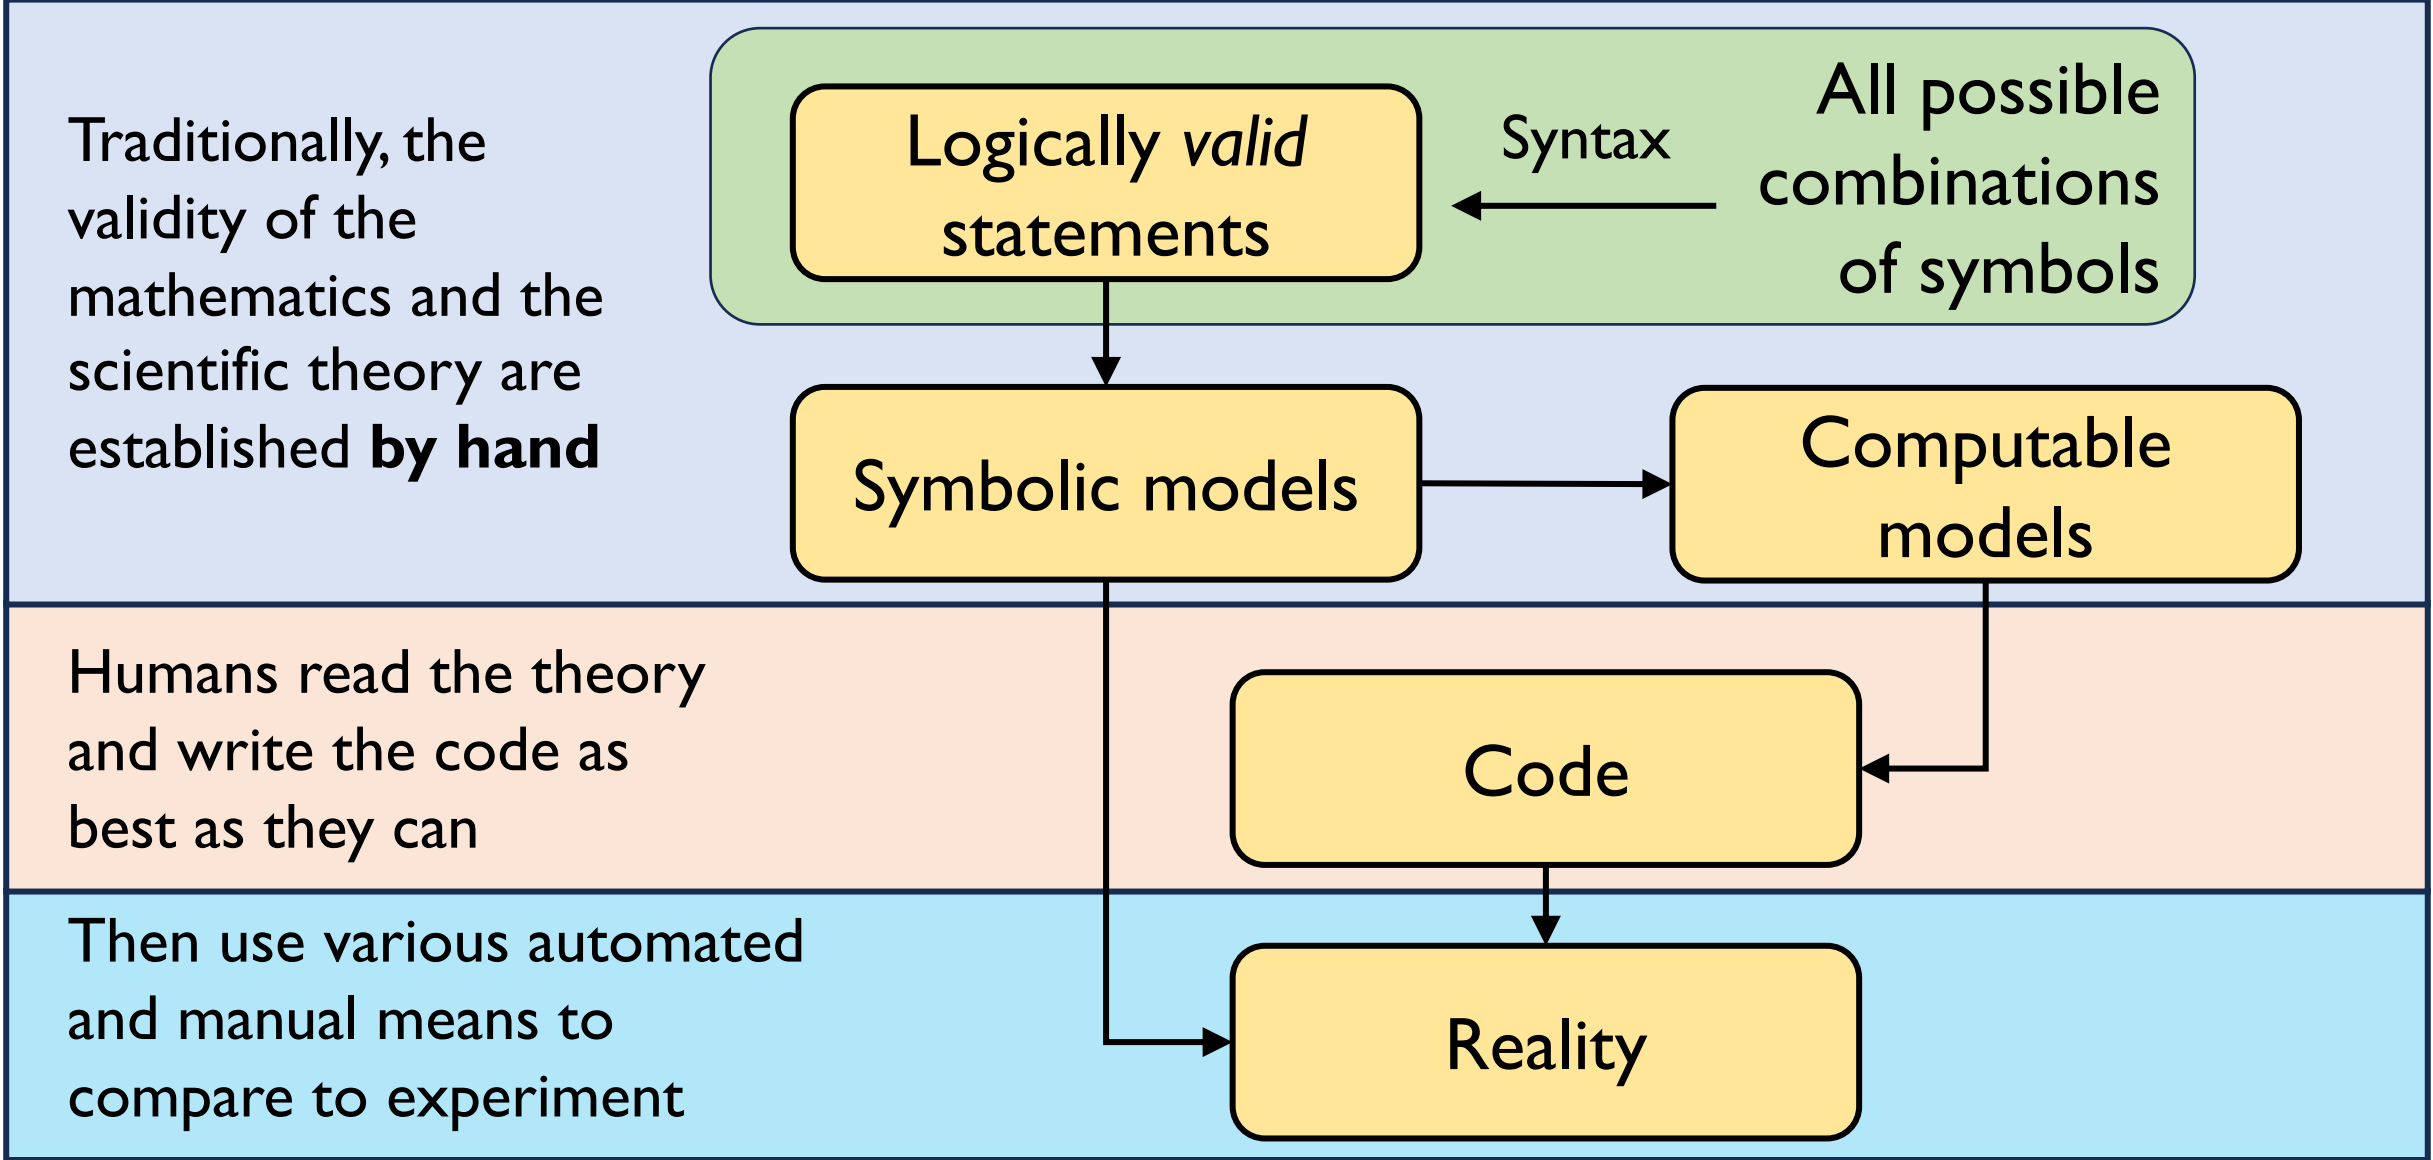 Traditionally, the
validity of the
mathematics and the
scientific theory are
established by hand
Logically valid
statements
Syntax
All possible
combinations
of symbols
Symbolic models
Computable
models
Humans read the theory
and write the code as
best as they can
Code
Then use various automated
and manual means to
compare to experiment
Reality